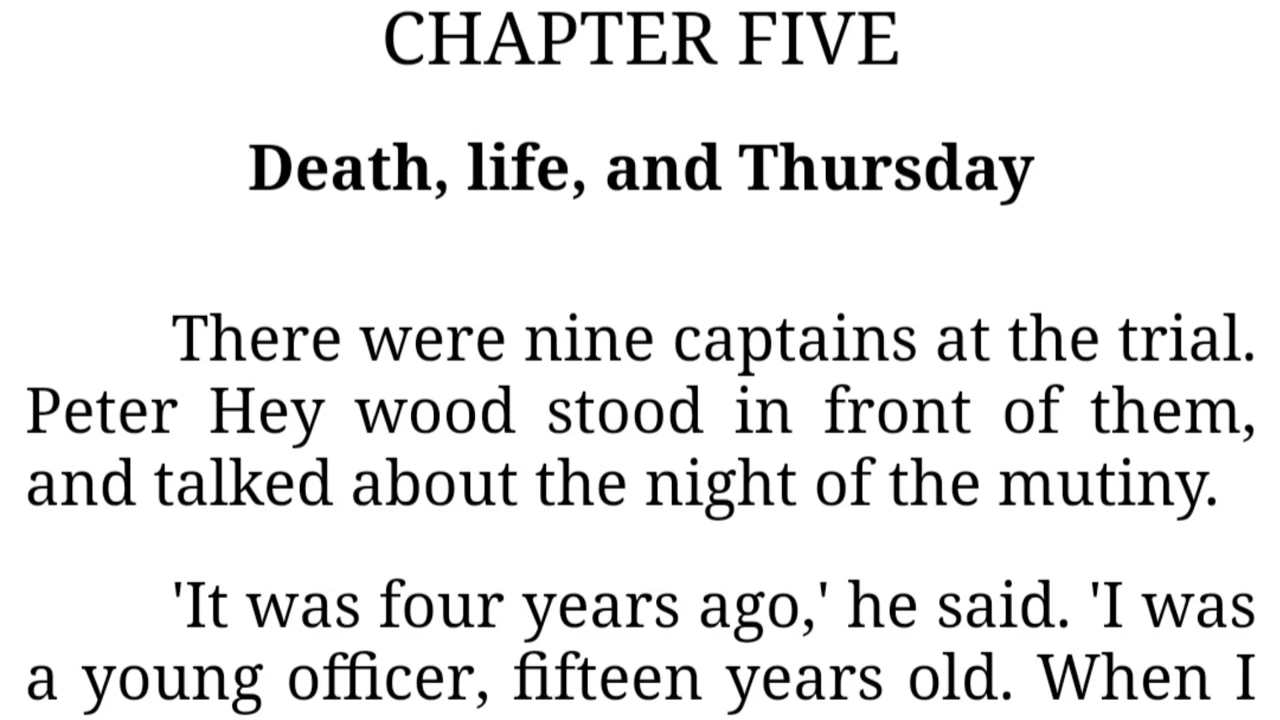 CHAPTER FIVE
Death, life, and Thursday
There were nine captains at the trial.
Peter Hey wood stood in front of them,
and talked about the night of the mutiny.
'It was four years ago,' he said. 'I was
a young officer, fifteen years old. When I